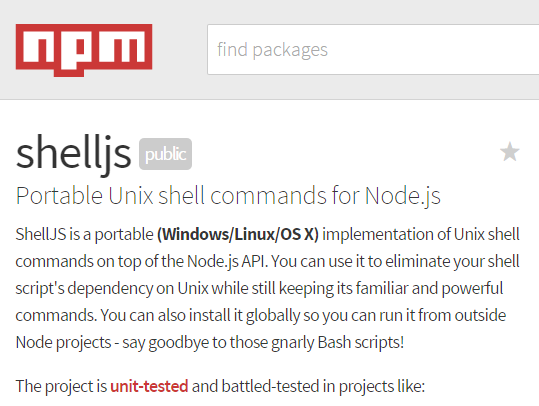 npm
find packages
shelljs public
Portable Unix shell commands for Node.js
ShellJS is a portable (Windows/Linux/OS X) implementation of Unix shell
commands on top of the Node.js API. You can use it to eliminate your shell
script's dependency on Unix while still keeping its familiar and powerful
commands. You can also install it globally so you can run it from outside
Node projects - say goodbye to those gnarly Bash scripts!
The project is unit-tested and battled-tested in projects like: